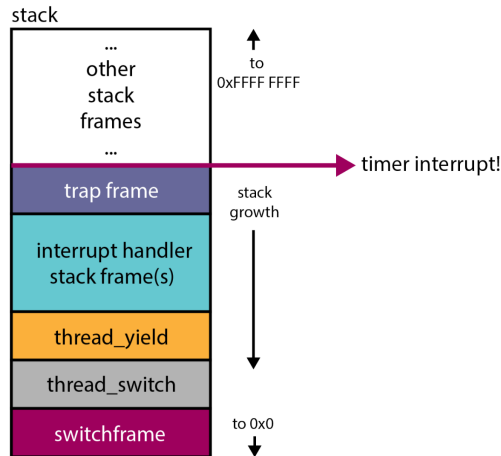 stack
...
other
stack
frames
...
to
0xFFFF FFFF
timer interrupt!
trap frame
stack
growth
interrupt handler
stack frame(s)
thread_yield
thread_switch
switchframe
to 0x0